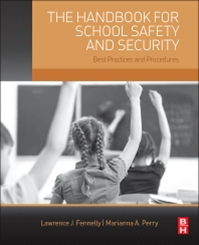 THE HANDBOOK FOR
SCHOOL SAFETY
AND SECURITY
Best Practices and Procedures
Lawrence J. Fennelly | Marianna A. Perry
B
H